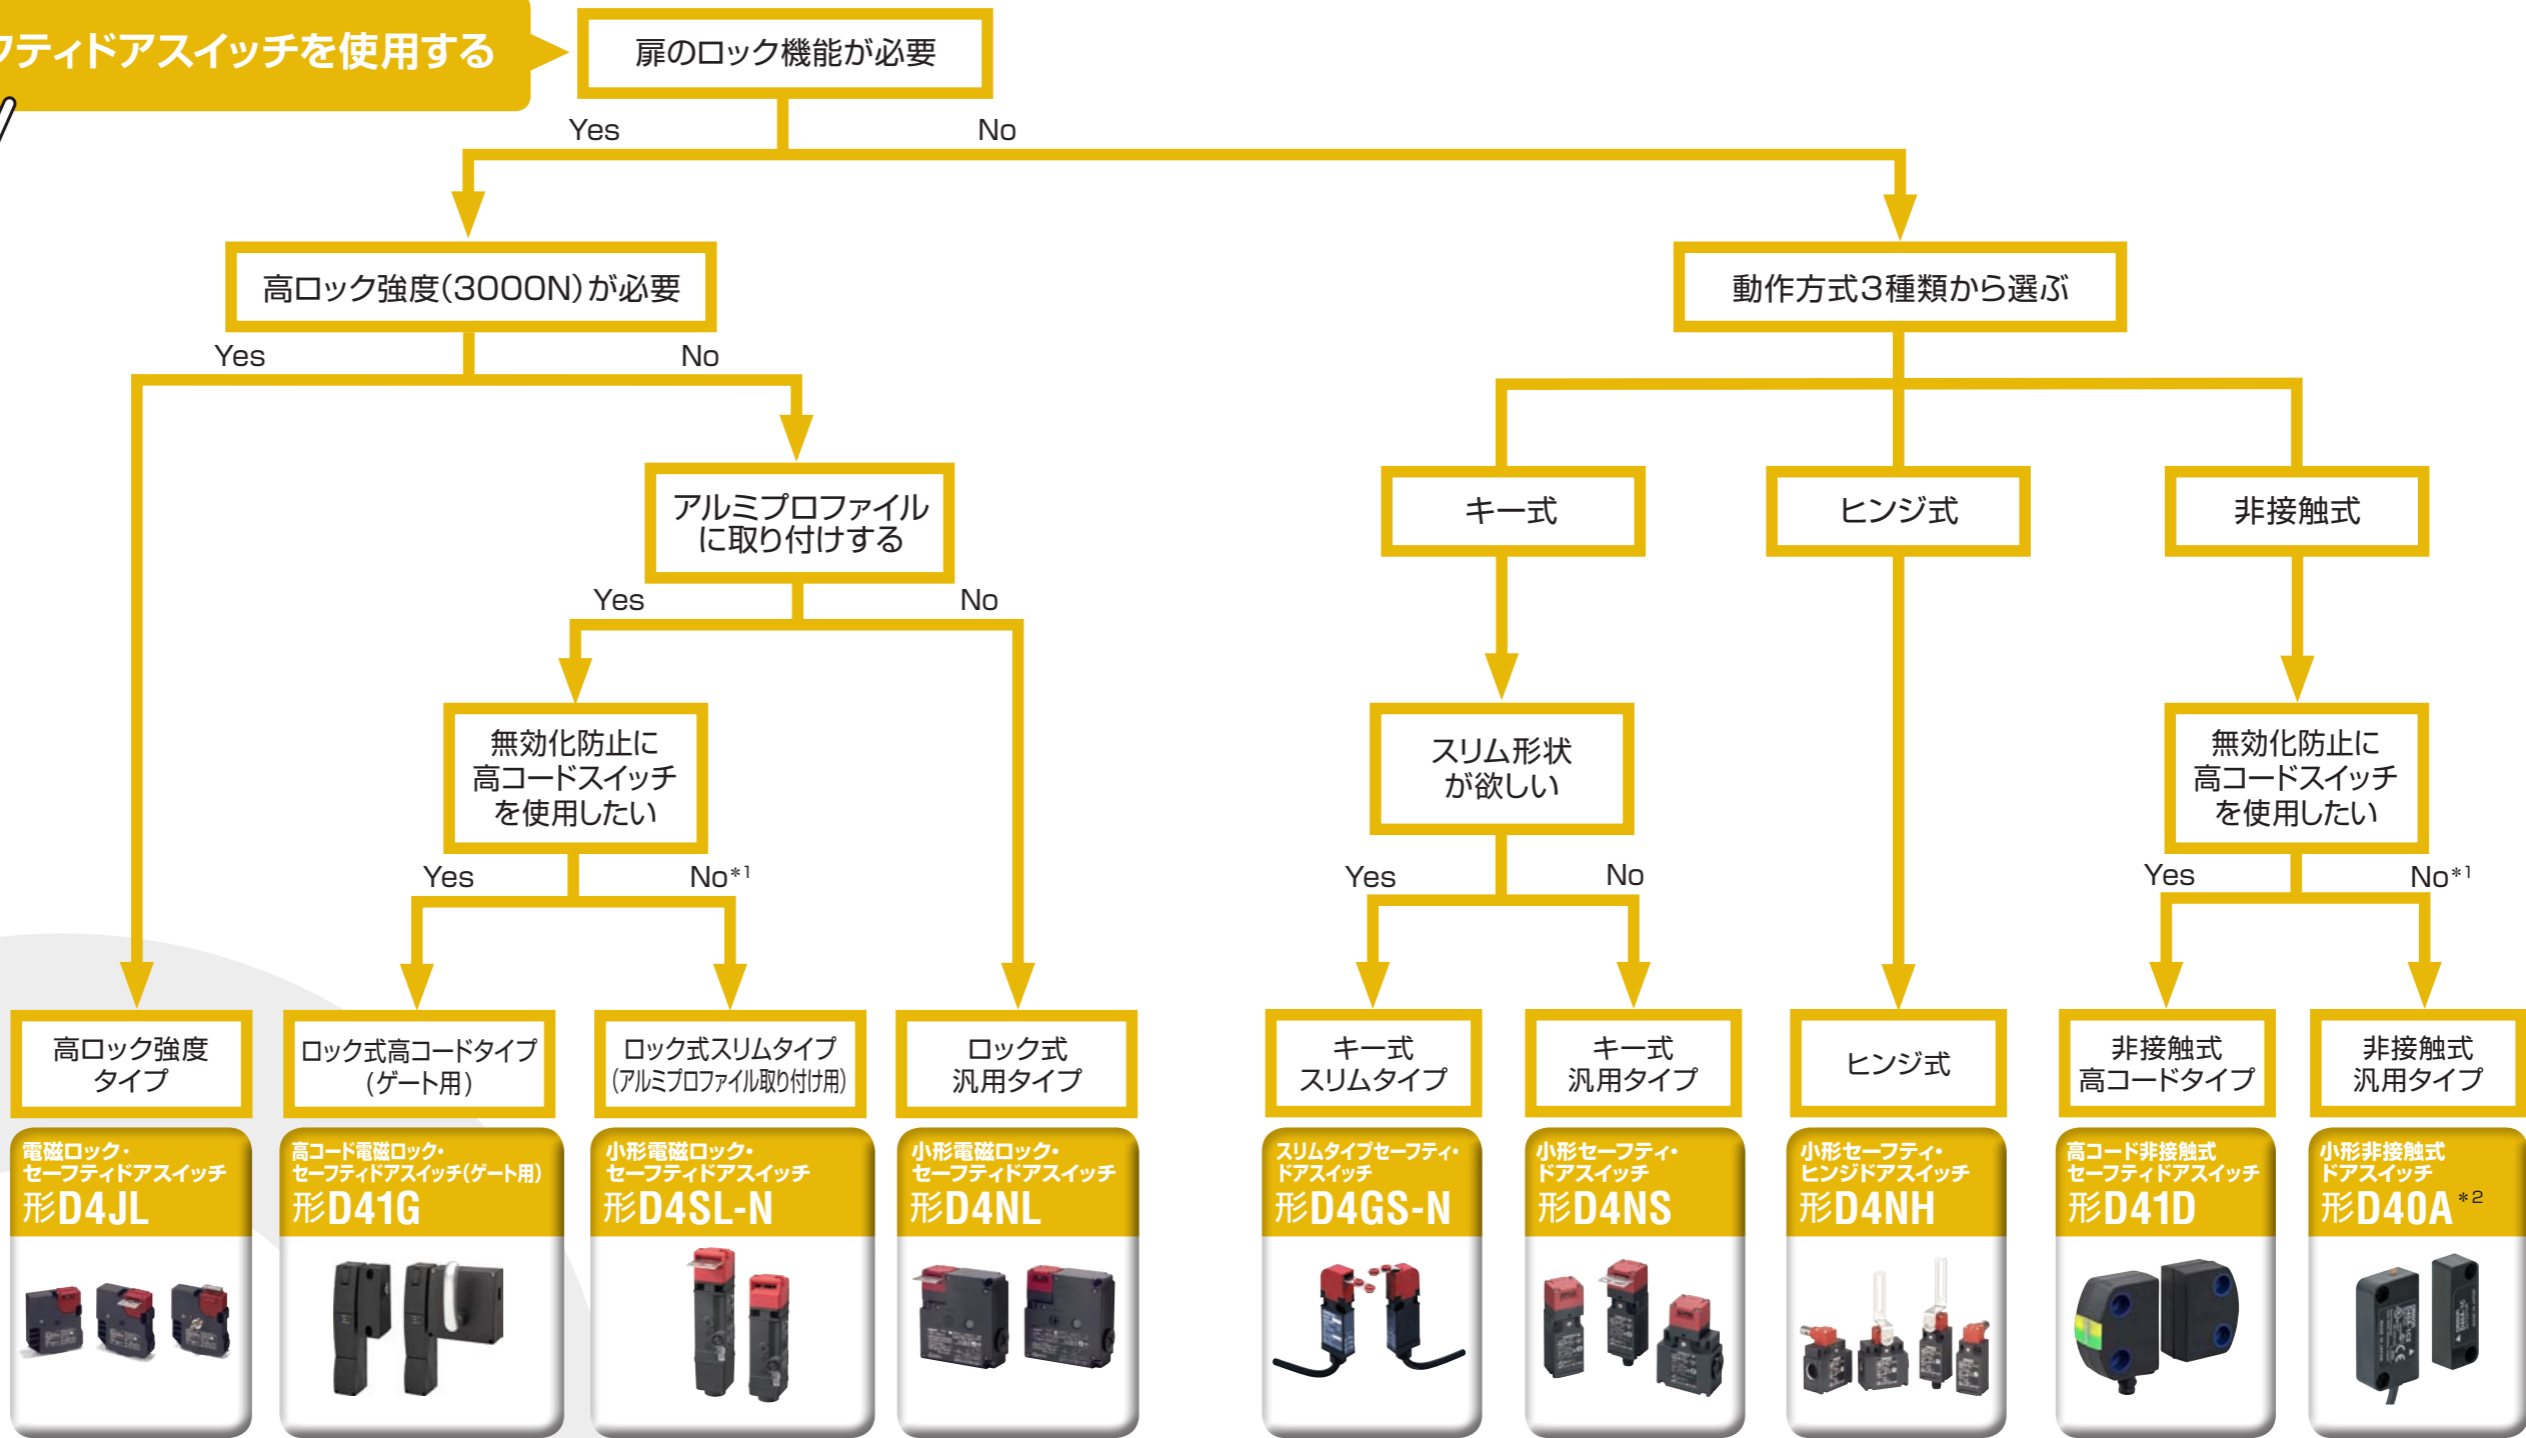 フティドアスイッチを使用する
扉のロック機能が必要
Yes
No
高ロック強度(3000N)が必要
動作方式3種類から選ぶ
Yes
No
アルミプロファイル
に取り付けする
キー式
ヒンジ式
非接触式
Yes
No
無効化防止に
高コードスイッチ
を使用したい
スリム形状
が欲しい
無効化防止に
高コードスイッチ
を使用したい
Yes
No*1
Yes
No
Yes
No*1
高ロック強度
タイプ
ロック式高コードタイプ
(ゲート用)
ロック式スリムタイプ
(アルミプロファイル取り付け用)
ロック式
汎用タイプ
キー式
スリムタイプ
キー式
汎用タイプ
ヒンジ式
非接触式
高コードタイプ
非接触式
汎用タイプ
電磁ロック・
セーフティドアスイッチ
形D4JL
高コード電磁ロック・
セーフティドアスイッチ(ゲート用)
形D41G
小形電磁ロック・
セーフティドアスイッチ
形D4SL-N
小形電磁ロック・
セーフティドアスイッチ
形D4NL
スリムタイプセーフティ・
ドアスイッチ
形D4GS-N
小形セーフティ・
ドアスイッチ
形D4NS
小形セーフティ・
ヒンジドアスイッチ
形D4NH
高コード非接触式
セーフティドアスイッチ
形D41D
小形非接触式
ドアスイッチ
形D40A*2